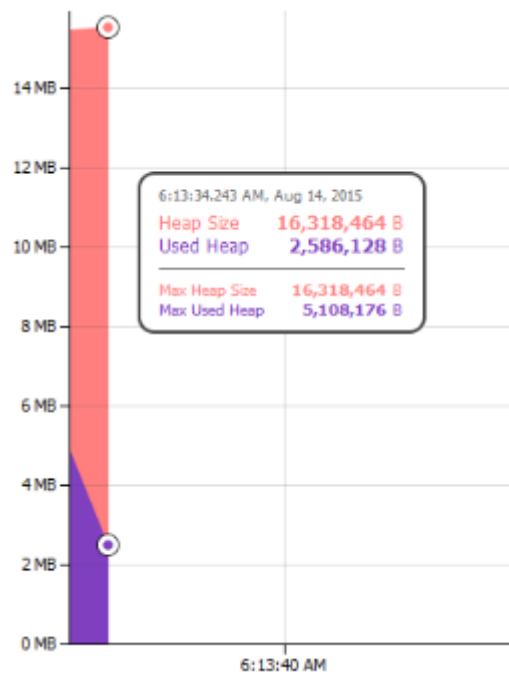 14 MB
12 MB
6:13:34.243 AM, Aug 14, 2015
Heap Size 16,318,464 B
Used Heap 2,586,128 B
10 MB
Max Heap Size 16,318,464 B
Max Used Heap 5,108,176 B
8 MB
6 MB
4 MB
2 MB
0 MB
6:13:40 AM